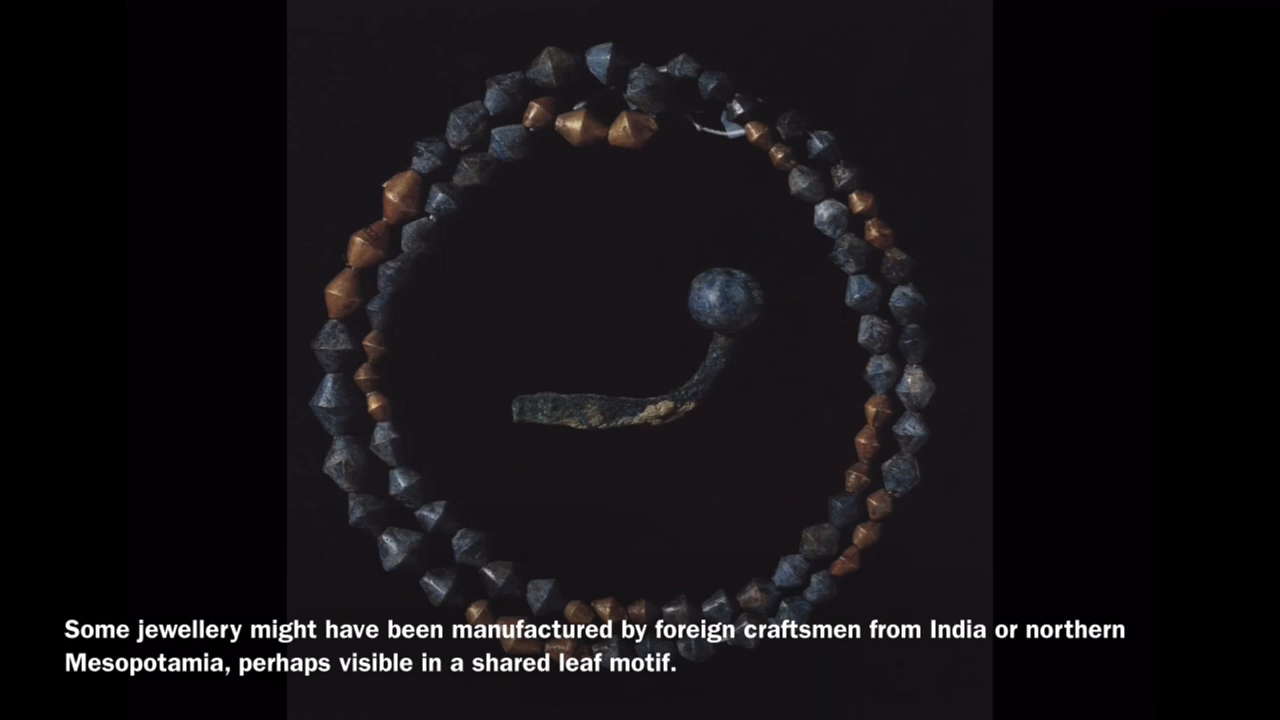 Some jewellery might have been manufactured by foreign craftsmen from India or northern
Mesopotamia, perhaps visible in a shared leaf motif.